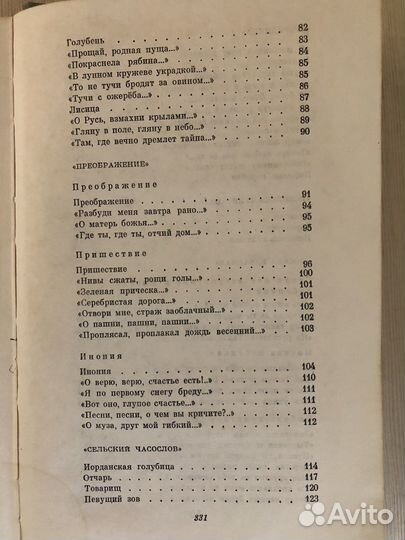 82
Голубень . . . . . . . . . . . . . . 83
«Прощай, родная пуща...» . . . . . . . . 84
«Покраснела рябина...» . . . . . . . . . 85
«В лунном кружеве украдкой...» . . . . . . 85
«То не тучи бродят за овином...» . . . . . . 86
«Тучи с ожерёба...» . . . . . . . . . . 87
Лисица . . . . . . . . . . . . . . 88
«О Русь, взмахни крыльями...» . . . . . . 89
«Гляну в поле, гляну в небо...» . . . . . . 90
«Там, где вечно дремлет тайна...» . . . . .
«ПРЕОБРАЖЕНИЕ»
Преображение
Преображение . . . . . . . . . . . . 91
«Разбуди меня завтра рано...» . . . . . . 94
«О матерь божья...» . . . . . . . . . . 95
«Где ты, где ты, отчий дом...» . . . . . . 95
Пришествие
Пришествие . . . . . . . . . . . . . 96
«Нивы сжаты, рощи голы...» . . . . . . . 100
«Зеленая прическа...» . . . . . . . . . 101
«Серебристая дорога...» . . . . . . . . . 101
«Отвори мне, страж заоблачный...» . . . . . 102
«О пашни, пашни, пашни...» . . . . . . . 102
«Проплясал, проплакал дождь весенний...» . . . 103
Инония
Инония . . . . . . . . . . . . . . 104
«О верю, верю, счастье есть!..» . . . . . . 110
«Я по первому снегу бреду...» . . . . . . 111
«Вот оно, глупое счастье...» . . . . . . . 111
«Песни, песни, о чем вы кричите?..» . . . . 112
«О муза, друг мой гибкий...» . . . . . . . 112
«СЕЛЬСКИЙ ЧАСОСЛОВ»
Иорданская голубица . . . . . . . . . . 114
Отчарь . . . . . . . . . . . . . . 117
Товарищ . . . . . . . . . . . . . . 120
Певущий зов . . . . . . . . . . . . . 123
331
Avito